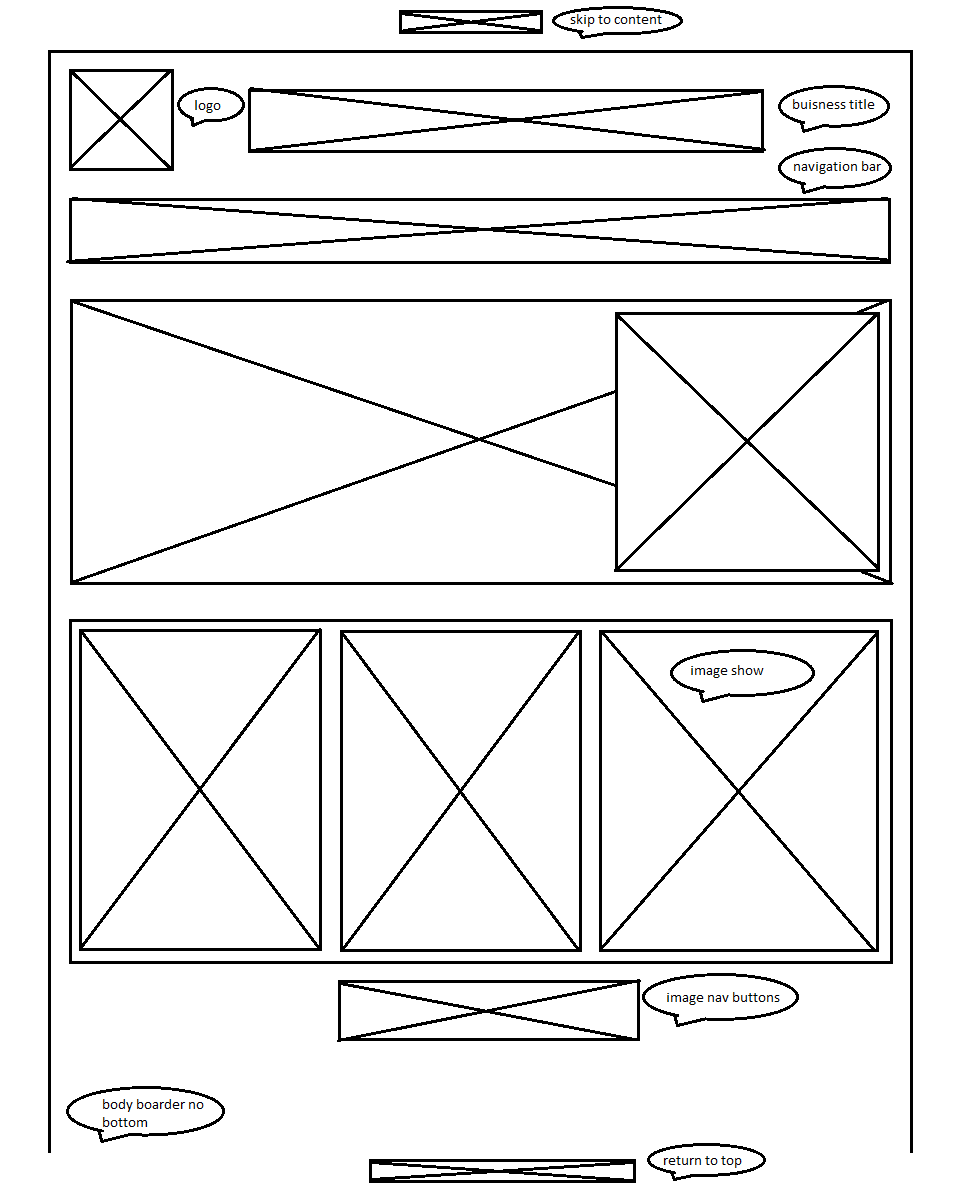 skip to content
logo
buisness title
navigation bar
image show
image nav buttons
body boarder no
bottom
return to top